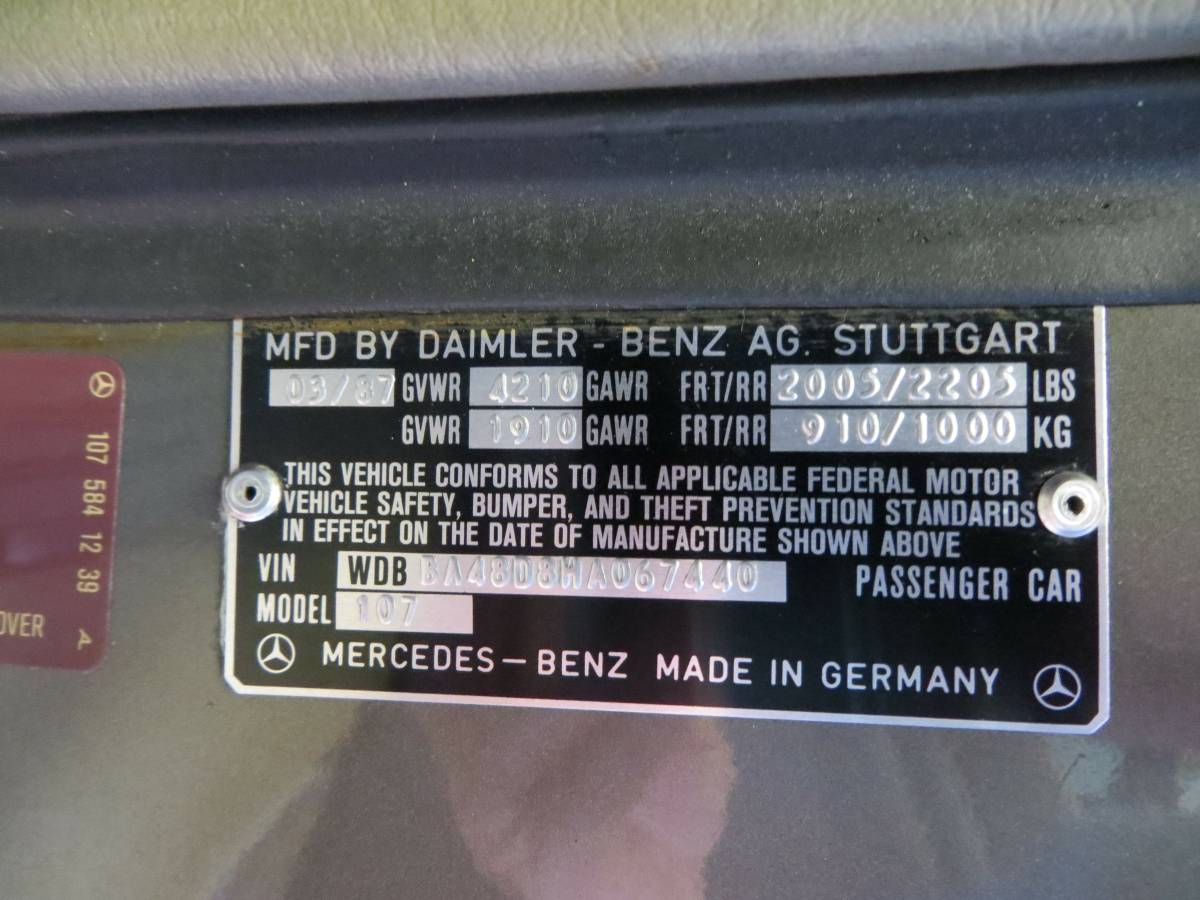 MFD BY DAIMLER - BENZ AG. STUTTGART
03/87 GVWR 4210 GAWR FRT/RR 2005/2205 LBS
GVWR 1910 GAWR FRT/RR 910/1000 KG
THIS VEHICLE CONFORMS TO ALL APPLICABLE FEDERAL MOTOR
VEHICLE SAFETY, BUMPER, AND THEFT PREVENTION STANDARDS
IN EFFECT ON THE DATE OF MANUFACTURE SHOWN ABOVE
VIN WDB BA48D8HA067440 PASSENGER CAR
MODEL 107
MERCEDES – BENZ MADE IN GERMANY
107 584 12 39 A
OVER